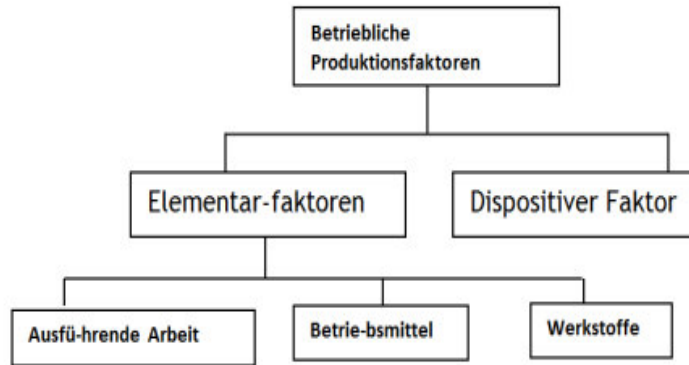 Betriebliche
Produktionsfaktoren
Elementar-faktoren
Dispositiver Faktor
Ausfü-hrende Arbeit
Betrie-bsmittel
Werkstoffe